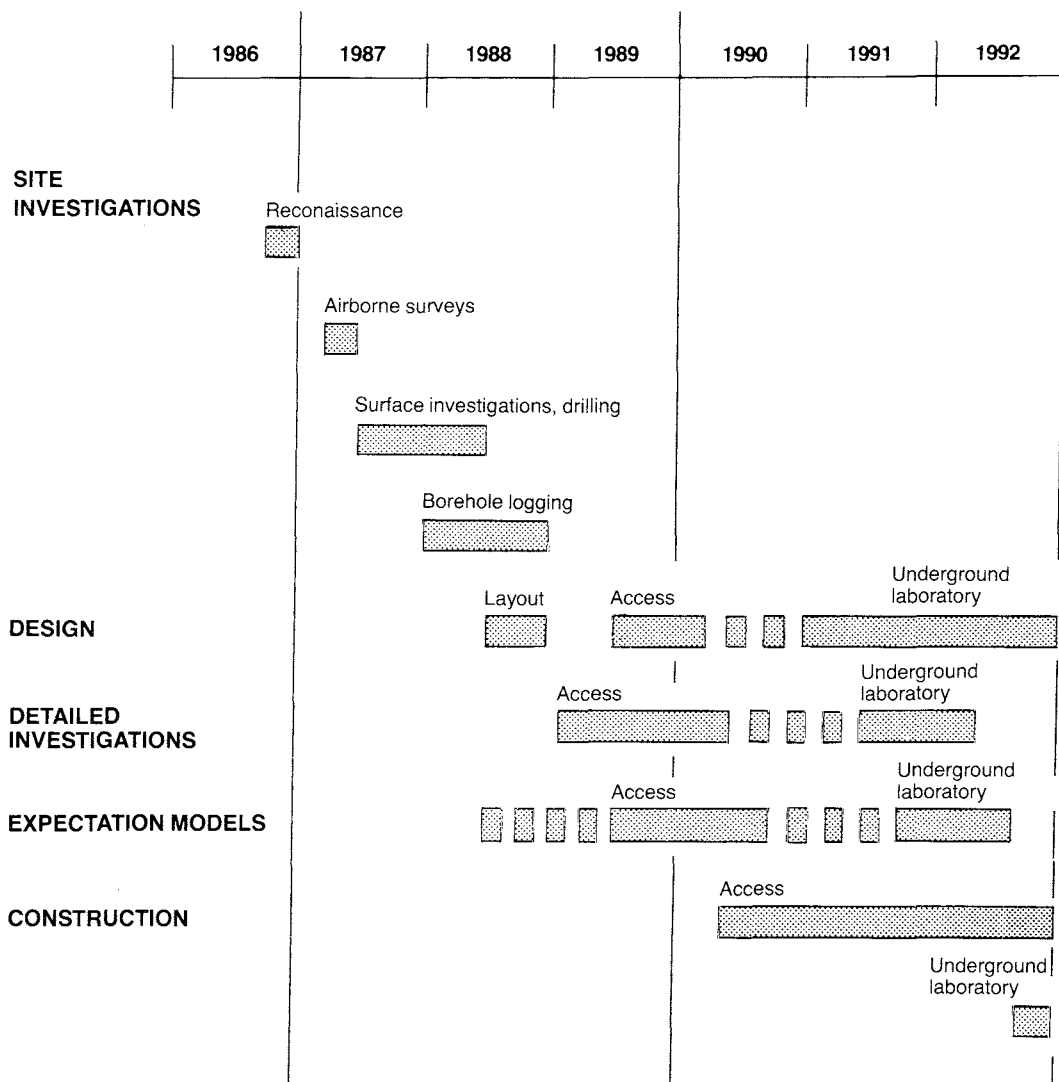 1986 1987 1988 1989 1990 1991 1992
SITE
INVESTIGATIONS
Reconaissance
Airborne surveys
Surface investigations, drilling
Borehole logging
DESIGN
Layout
Access
Underground
laboratory
DETAILED
INVESTIGATIONS
Access
Underground
laboratory
EXPECTATION MODELS
Access
Underground
laboratory
CONSTRUCTION
Access
Underground
laboratory